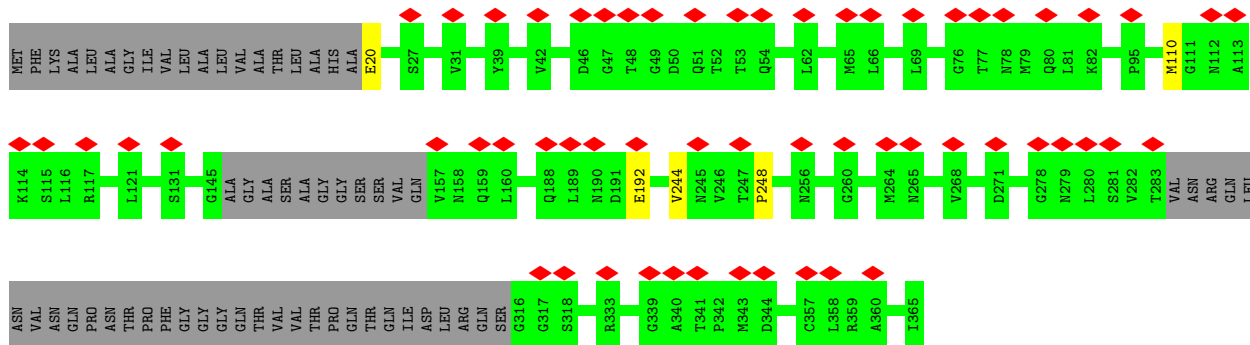 MET PHE LYS ALA LEU ALA ALA GLY ILE VAL LEU ALA LEU VAL ALA THR LEU ALA HIS ALA E20 S27 V31 Y39 V42 D46 G47 T48 G49 D50 Q51 T52 T53 Q54 L62 M65 L66 L69 G76 T77 N78 M79 Q80 L81 K82 P95 M110 G111 N112 A113
K114 S115 L116 R117 L121 S131 G145 ALA GLY ALA SER ALA GLY GLY SER SER VAL GLN V157 N158 Q159 L160 Q188 L189 N190 D191 E192 V244 N245 V246 T247 P248 N256 G260 M264 N265 V268 D271 G278 N279 L280 S281 V282 T283 VAL ASN ARG GLN LEU
ASN VAL ASN GLN PRO ASN THR PRO PHE GLY GLY GLY GLN THR VAL VAL THR PRO GLN THR GLN ILE ASP LEU ARG GLN SER G316 G317 S318 R333 G339 A340 T341 P342 M343 D344 C357 L358 R359 A360 I365